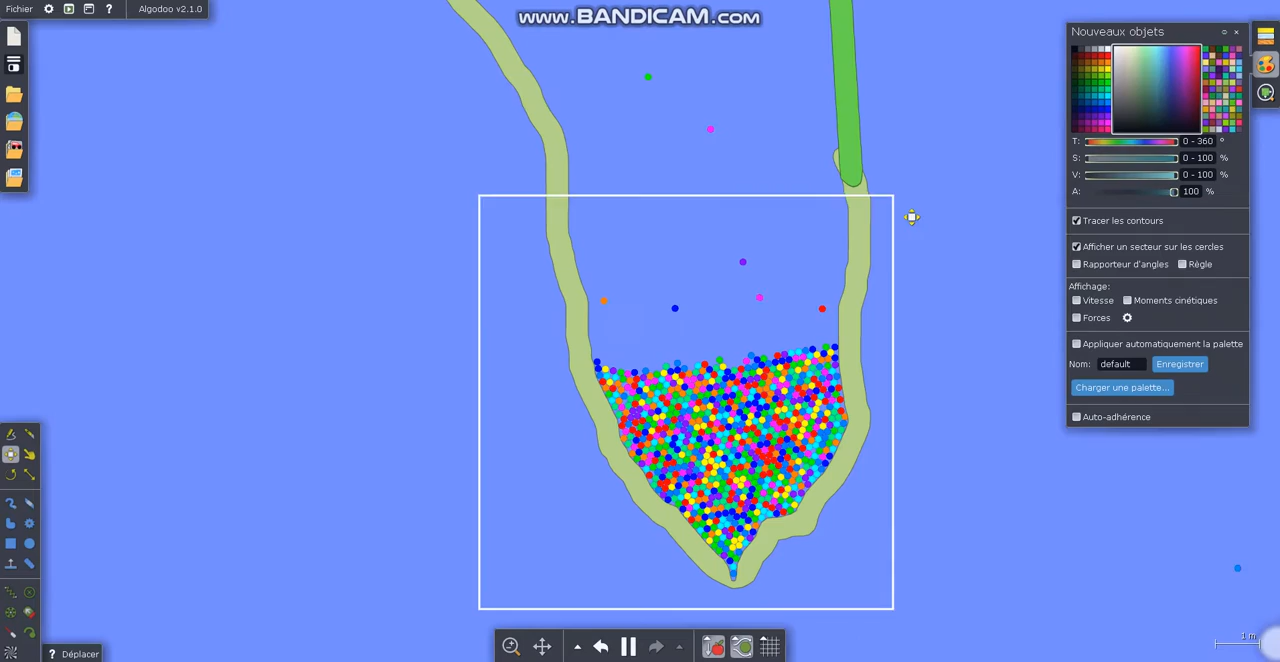 Fichier
?
Algodoo v2.1.0
www.BANDICAM.com
Nouveaux objets
T: 0 - 360 °
S: 0 - 100 %
V: 0 - 100 %
A: 100 %
Tracer les contours
Afficher un secteur sur les cercles
Rapporteur d'angles Règle
Affichage:
Vitesse Moments cinétiques
Forces
Appliquer automatiquement la palette
Nom: default Enregistrer
Charger une palette...
Auto-adhérence
1 m
? Déplacer